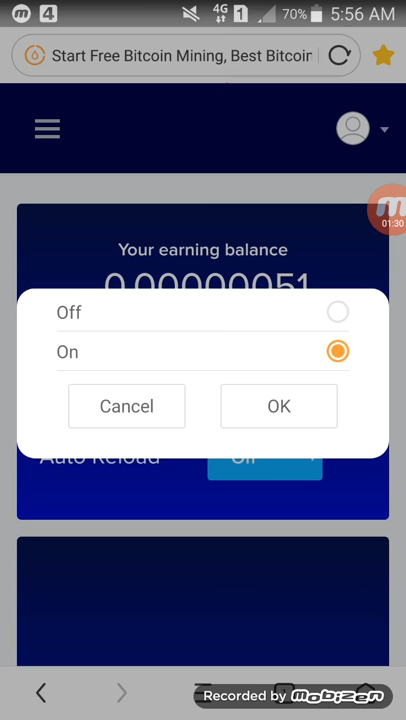 4
4G
1
70%
5:56 AM
Start Free Bitcoin Mining, Best Bitcoin
01:30
Your earning balance
0.00000051
Off
On
Cancel
OK
Auto Reload
Recorded by mobizen